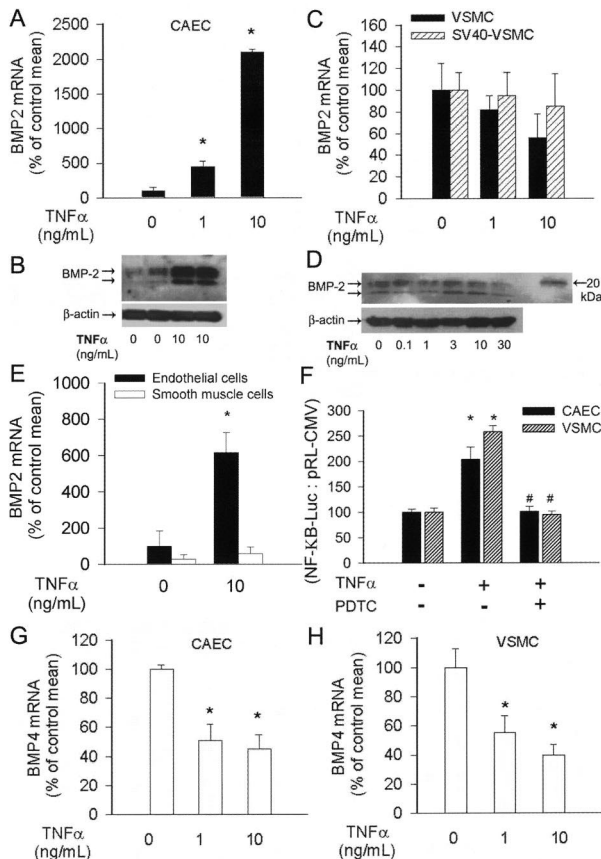 A
CAEC
BMP2 mRNA
(% of control mean)
2500
2000
1500
1000
500
0
*
*
TNFα
(ng/mL)
0 1 10
B
BMP-2
β-actin
TNFα
(ng/mL)
0 0 10 10
C
VSMC
SV40-VSMC
BMP2 mRNA
(% of control mean)
200
180
160
140
120
100
80
60
40
20
0
TNFα
(ng/mL)
0 1 10
D
BMP-2
20
kDa
β-actin
TNFα
(ng/mL)
0 0.1 1 3 10 30
E
Endothelial cells
Smooth muscle cells
BMP2 mRNA
(% of control mean)
1000
800
600
400
200
0
*
TNFα
(ng/mL)
0 10
F
CAEC
VSMC
(NF-KB-Luc : pRL-CMV)
300
250
200
150
100
50
0
* *
# #
TNFα - + +
PDTC - - +
G
CAEC
BMP4 mRNA
(% of control mean)
120
100
80
60
40
20
0
* *
TNFα
(ng/mL)
0 1 10
H
VSMC
BMP4 mRNA
(% of control mean)
120
100
80
60
40
20
0
*
*
TNFα
(ng/mL)
0 1 10